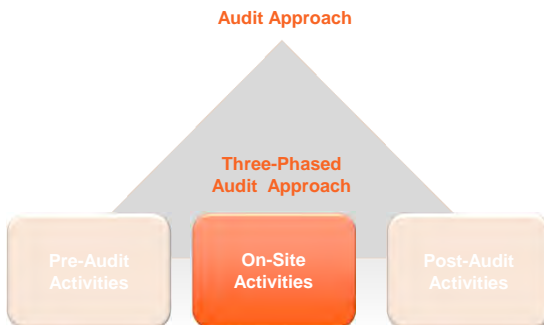 Audit Approach
Three-Phased
Audit Approach
Pre-Audit
Activities
On-Site
Activities
Post-Audit
Activities